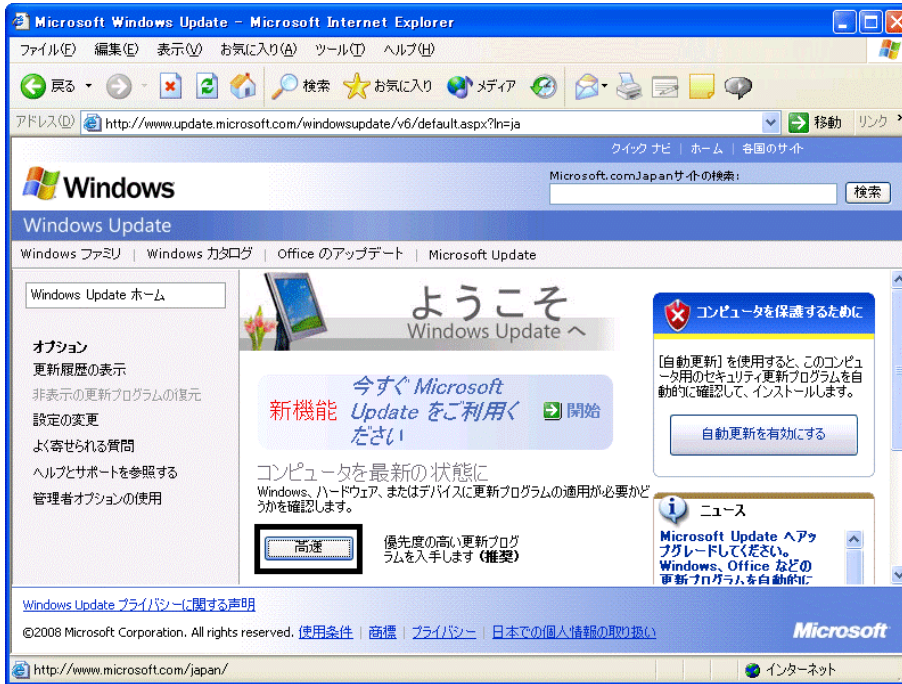 Microsoft Windows Update - Microsoft Internet Explorer
ファイル(F) 編集(E) 表示(V) お気に入り(A) ツール(T) ヘルプ(H)
戻る 検索 お気に入り メディア
アドレス(D) http://www.update.microsoft.com/windowsupdate/v6/default.aspx?ln=ja 移動 リンク
クイック ナビ | ホーム | 各国のサイト
Windows
Microsoft.comJapanサイトの検索:
検索
Windows Update
Windows ファミリ | Windows カタログ | Office のアップデート | Microsoft Update
Windows Update ホーム
オプション
更新履歴の表示
非表示の更新プログラムの復元
設定の変更
よく寄せられる質問
ヘルプとサポートを参照する
管理者オプションの使用
ようこそ
Windows Update へ
新機能
今すぐ Microsoft
Update をご利用く
ださい
開始
コンピュータを最新の状態に
Windows、ハードウェア、またはデバイスに更新プログラムの適用が必要かど
うかを確認します。
高速
優先度の高い更新プログ
ラムを入手します (推奨)
コンピュータを保護するために
[自動更新] を使用すると、このコンピュ
ータ用のセキュリティ更新プログラムを自
動的に確認して、インストールします。
自動更新を有効にする
ニュース
Microsoft Update へアッ
プグレードしてください。
Windows、Office などの
更新プログラムを自動的に
Windows Update プライバシーに関する声明
©2008 Microsoft Corporation. All rights reserved. 使用条件 | 商標 | プライバシー | 日本での個人情報の取り扱い
Microsoft
http://www.microsoft.com/japan/ インターネット